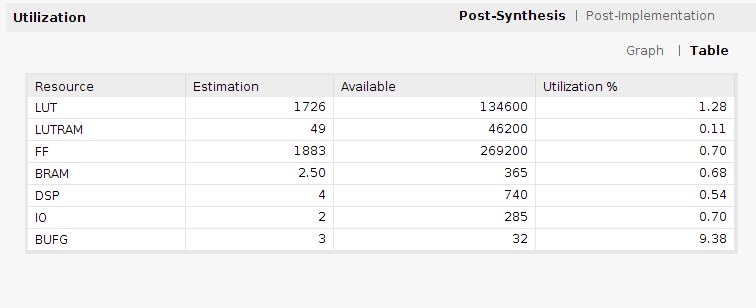 Utilization Post-Synthesis | Post-Implementation
Graph | Table
Resource Estimation Available Utilization %
LUT 1726 134600 1.28
LUTRAM 49 46200 0.11
FF 1883 269200 0.70
BRAM 2.50 365 0.68
DSP 4 740 0.54
IO 2 285 0.70
BUFG 3 32 9.38